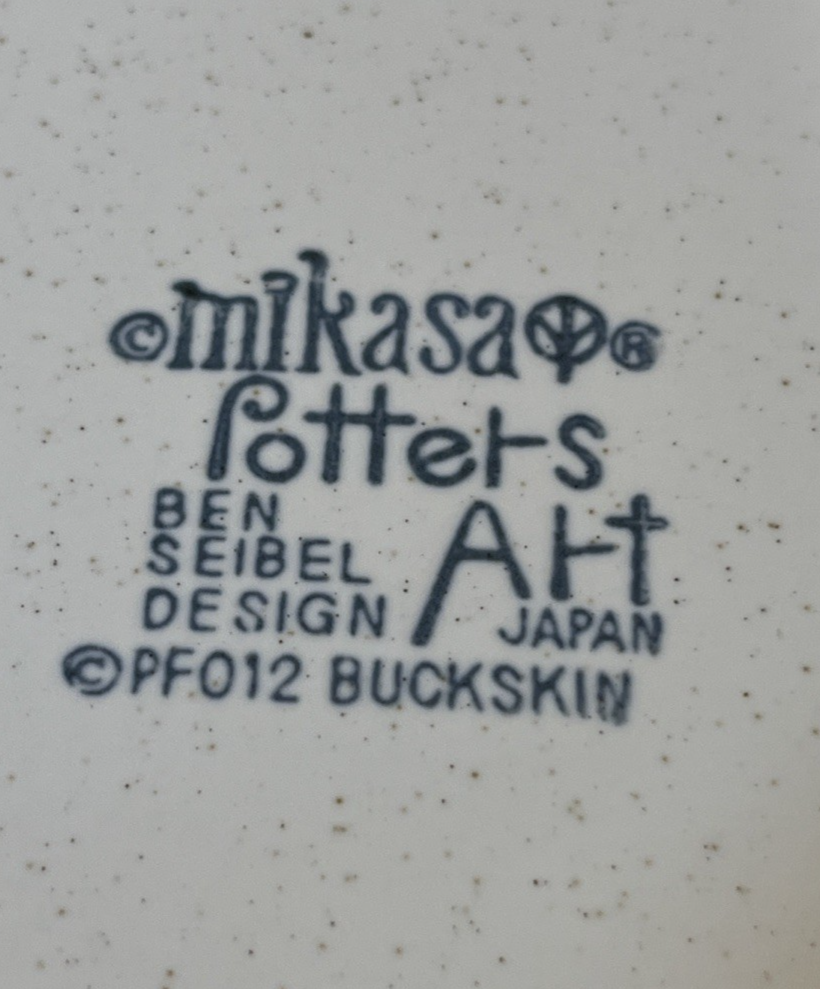 ©mikasa®
Potters
BEN
SEIBEL
DESIGN
Art
JAPAN
©PF012 BUCKSKIN